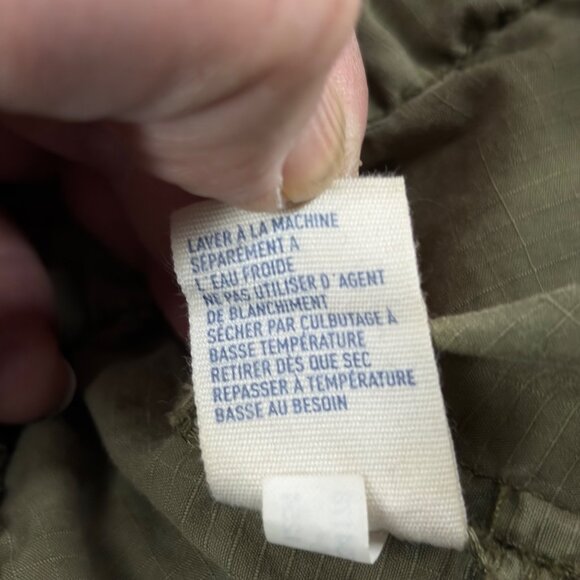 LAVER À LA MACHINE
SÉPARÉMENT A
L' EAU FROIDE
NE PAS UTILISER D'AGENT
DE BLANCHIMENT
SÉCHER PAR CULBUTAGE À
BASSE TEMPÉRATURE
RETIRER DÈS QUE SEC
REPASSER À TEMPÉRATURE
BASSE AU BESOIN